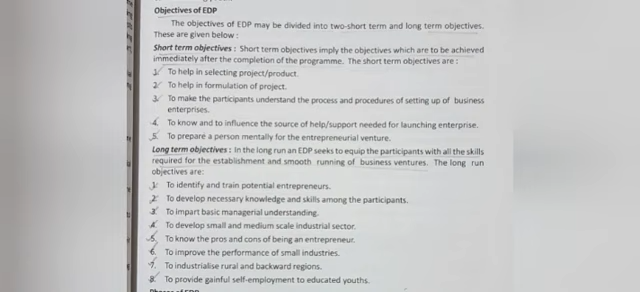 Objectives of EDP
The objectives of EDP may be divided into two-short term and long term objectives.
These are given below :
Short term objectives : Short term objectives imply the objectives which are to be achieved
immediately after the completion of the programme. The short term objectives are :
1. To help in selecting project/product.
2. To help in formulation of project.
3. To make the participants understand the process and procedures of setting up of business
enterprises.
4. To know and to influence the source of help/support needed for launching enterprise.
5. To prepare a person mentally for the entrepreneurial venture.
Long term objectives : In the long run an EDP seeks to equip the participants with all the skills
required for the establishment and smooth running of business ventures. The long run
objectives are:
1. To identify and train potential entrepreneurs.
2. To develop necessary knowledge and skills among the participants.
3. To impart basic managerial understanding.
4. To develop small and medium scale industrial sector.
5. To know the pros and cons of being an entrepreneur.
6. To improve the performance of small industries.
7. To industrialise rural and backward regions.
8. To provide gainful self-employment to educated youths.